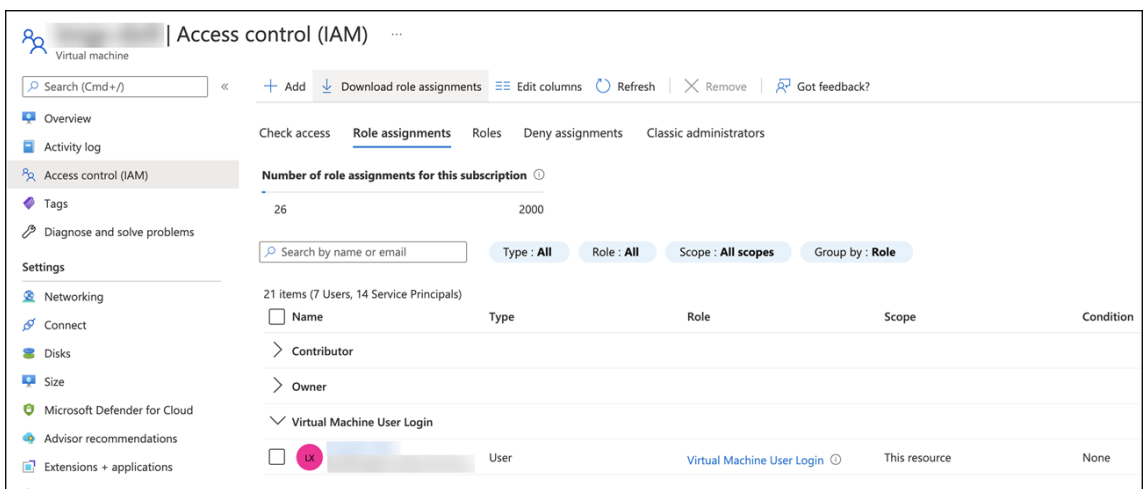 | Access control (IAM) ...
Virtual machine
Search (Cmd+/)
«
Add
Download role assignments
Edit columns
Refresh
Remove
Got feedback?
Overview
Activity log
Access control (IAM)
Tags
Diagnose and solve problems
Settings
Networking
Connect
Disks
Size
Microsoft Defender for Cloud
Advisor recommendations
Extensions + applications
Check access
Role assignments
Roles
Deny assignments
Classic administrators
Number of role assignments for this subscription
26
2000
Search by name or email
Type : All
Role : All
Scope : All scopes
Group by : Role
21 items (7 Users, 14 Service Principals)
Name
Type
Role
Scope
Condition
Contributor
Owner
Virtual Machine User Login
LX
User
Virtual Machine User Login
This resource
None